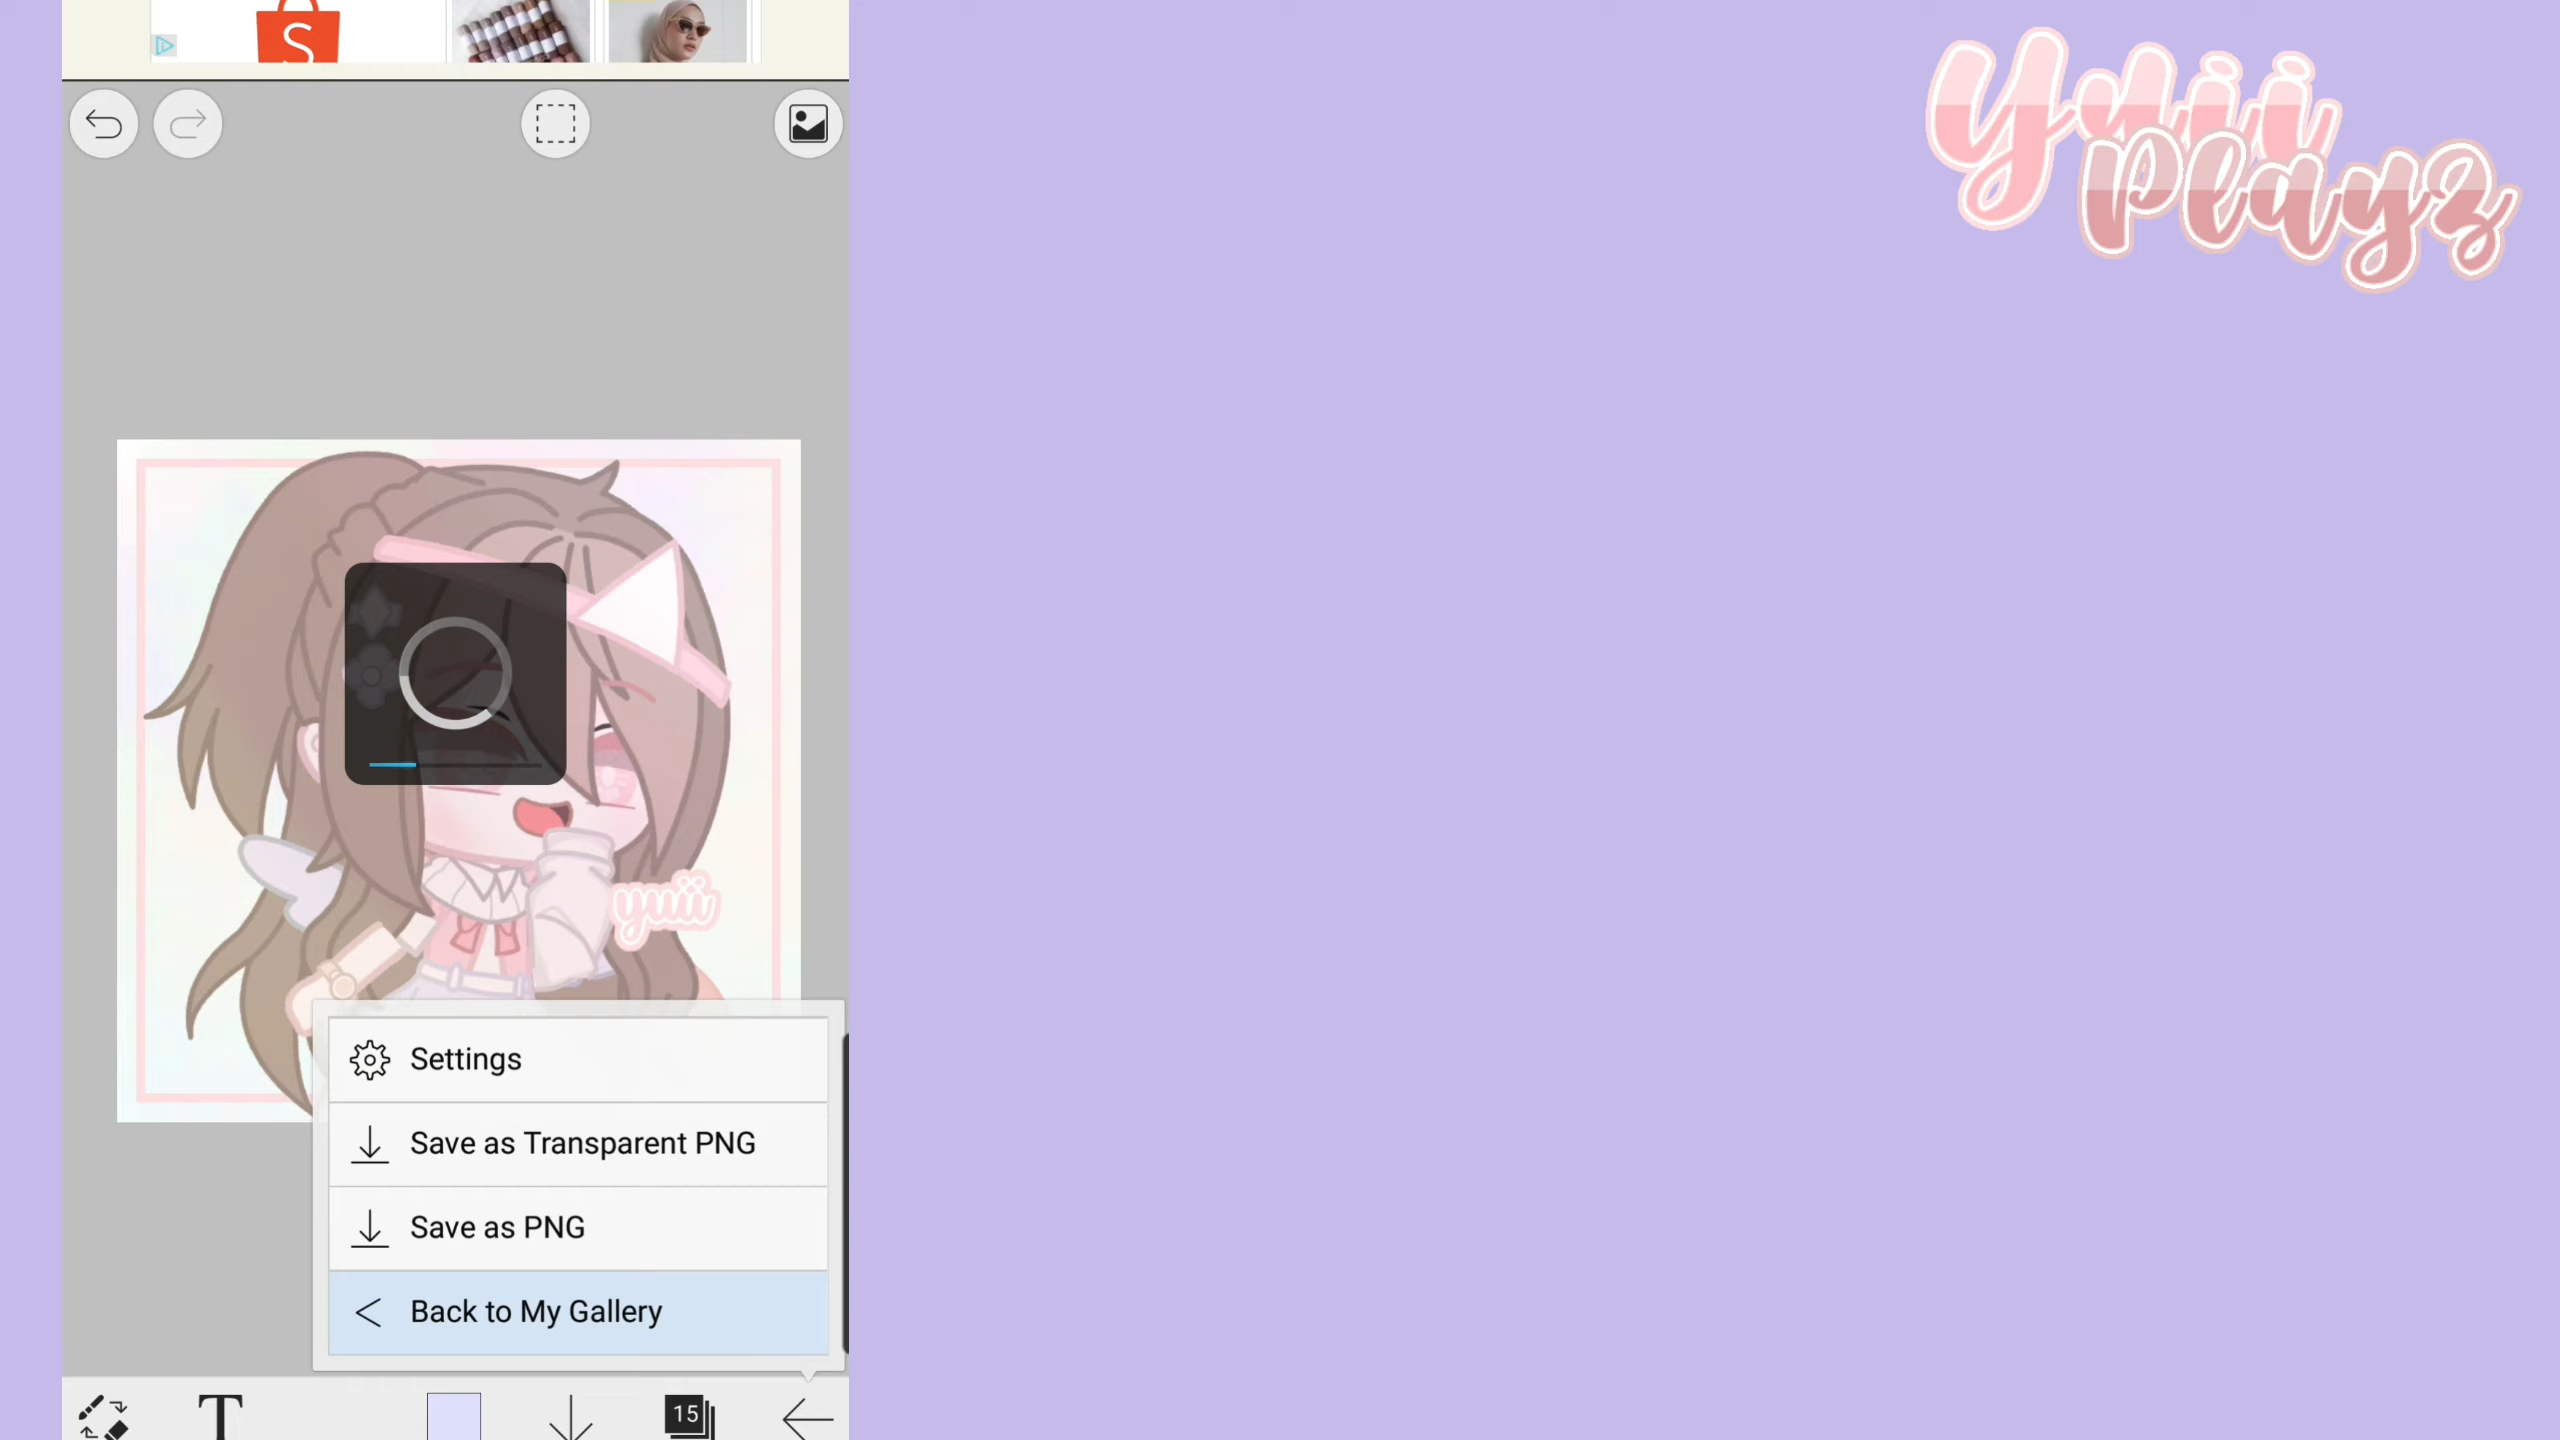 S
Yuii
Playz
yuii
Settings
Save as Transparent PNG
Save as PNG
Back to My Gallery
T
15